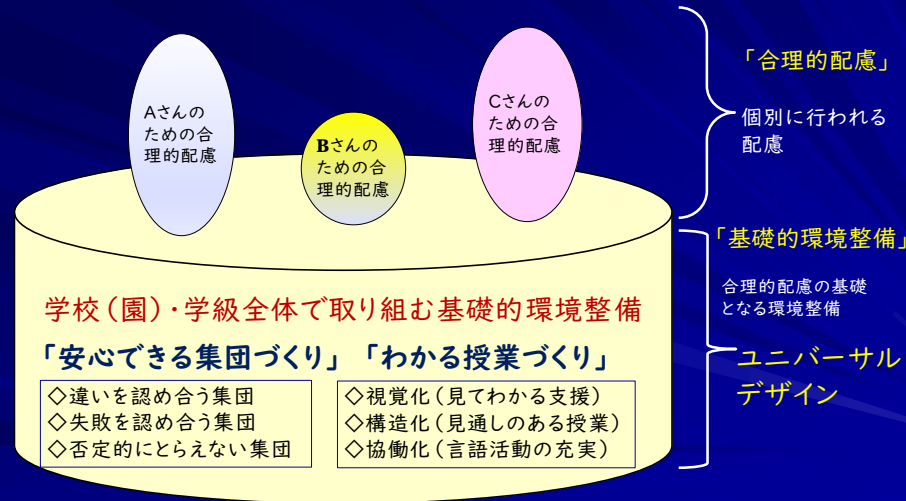 Aさんの
ための合
理的配慮
Bさんの
ための合
理的配慮
Cさんの
ための合
理的配慮
「合理的配慮」
個別に行われる
配慮
「基礎的環境整備」
合理的配慮の基礎
となる環境整備
ユニバーサル
デザイン
学校(園)・学級全体で取り組む基礎的環境整備
「安心できる集団づくり」 「わかる授業づくり」
◇違いを認め合う集団
◇失敗を認め合う集団
◇否定的にとらえない集団
◇視覚化(見てわかる支援)
◇構造化(見通しのある授業)
◇協働化(言語活動の充実)